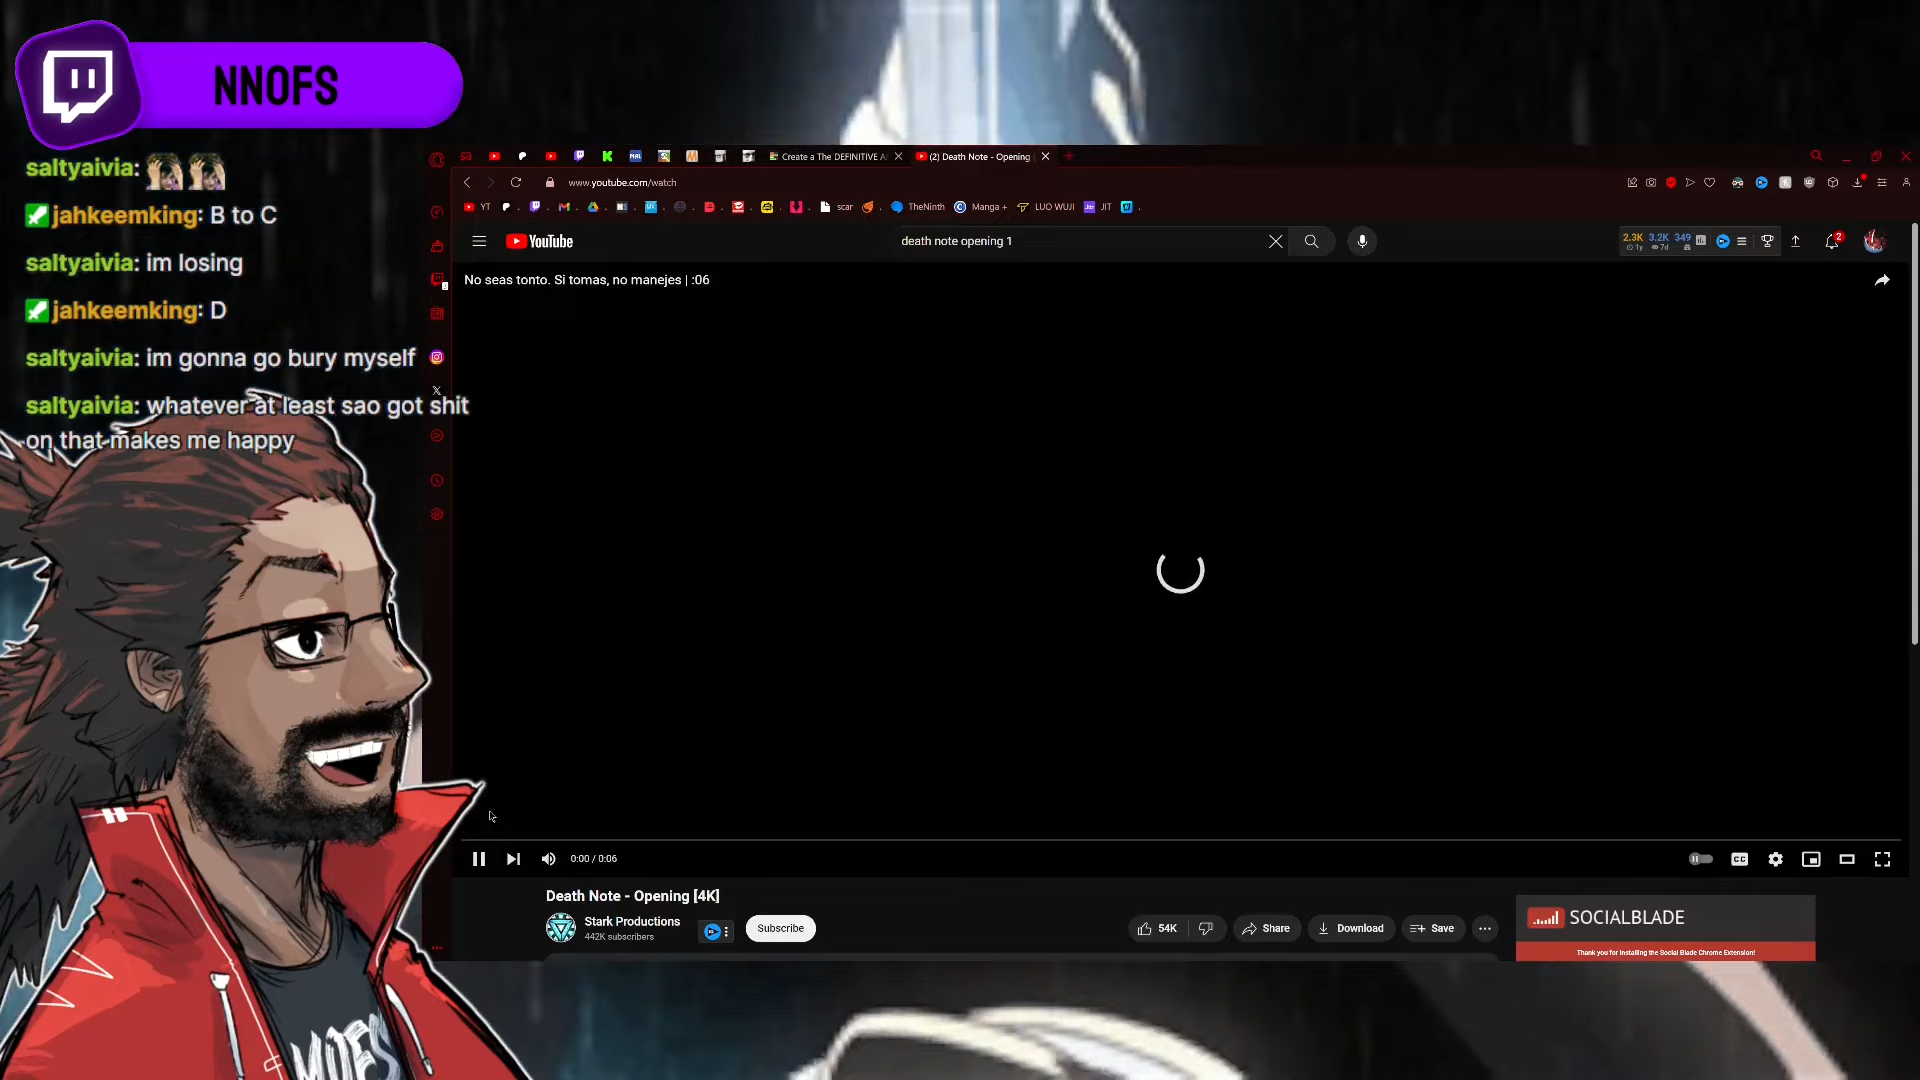 NNOFS
saltyaivia:
jahkeemking: B to C
saltyaivia: im losing
jahkeemking: D
saltyaivia: im gonna go bury myself
saltyaivia: whatever at least sao got shit
on that makes me happy
Create a The DEFINITIVE A
(2) Death Note - Opening
www.youtube.com/watch
YT
scar
TheNinth
Manga +
LUO WUJI
JIT
YouTube
death note opening 1
2.3K 3.2K 349
1y 7d
2
No seas tonto. Si tomas, no manejes | :06
0:00 / 0:06
CC
Death Note - Opening [4K]
Stark Productions
442K subscribers
Subscribe
54K
Share
Download
Save
SOCIALBLADE
Thank you for installing the Social Blade Chrome Extension!